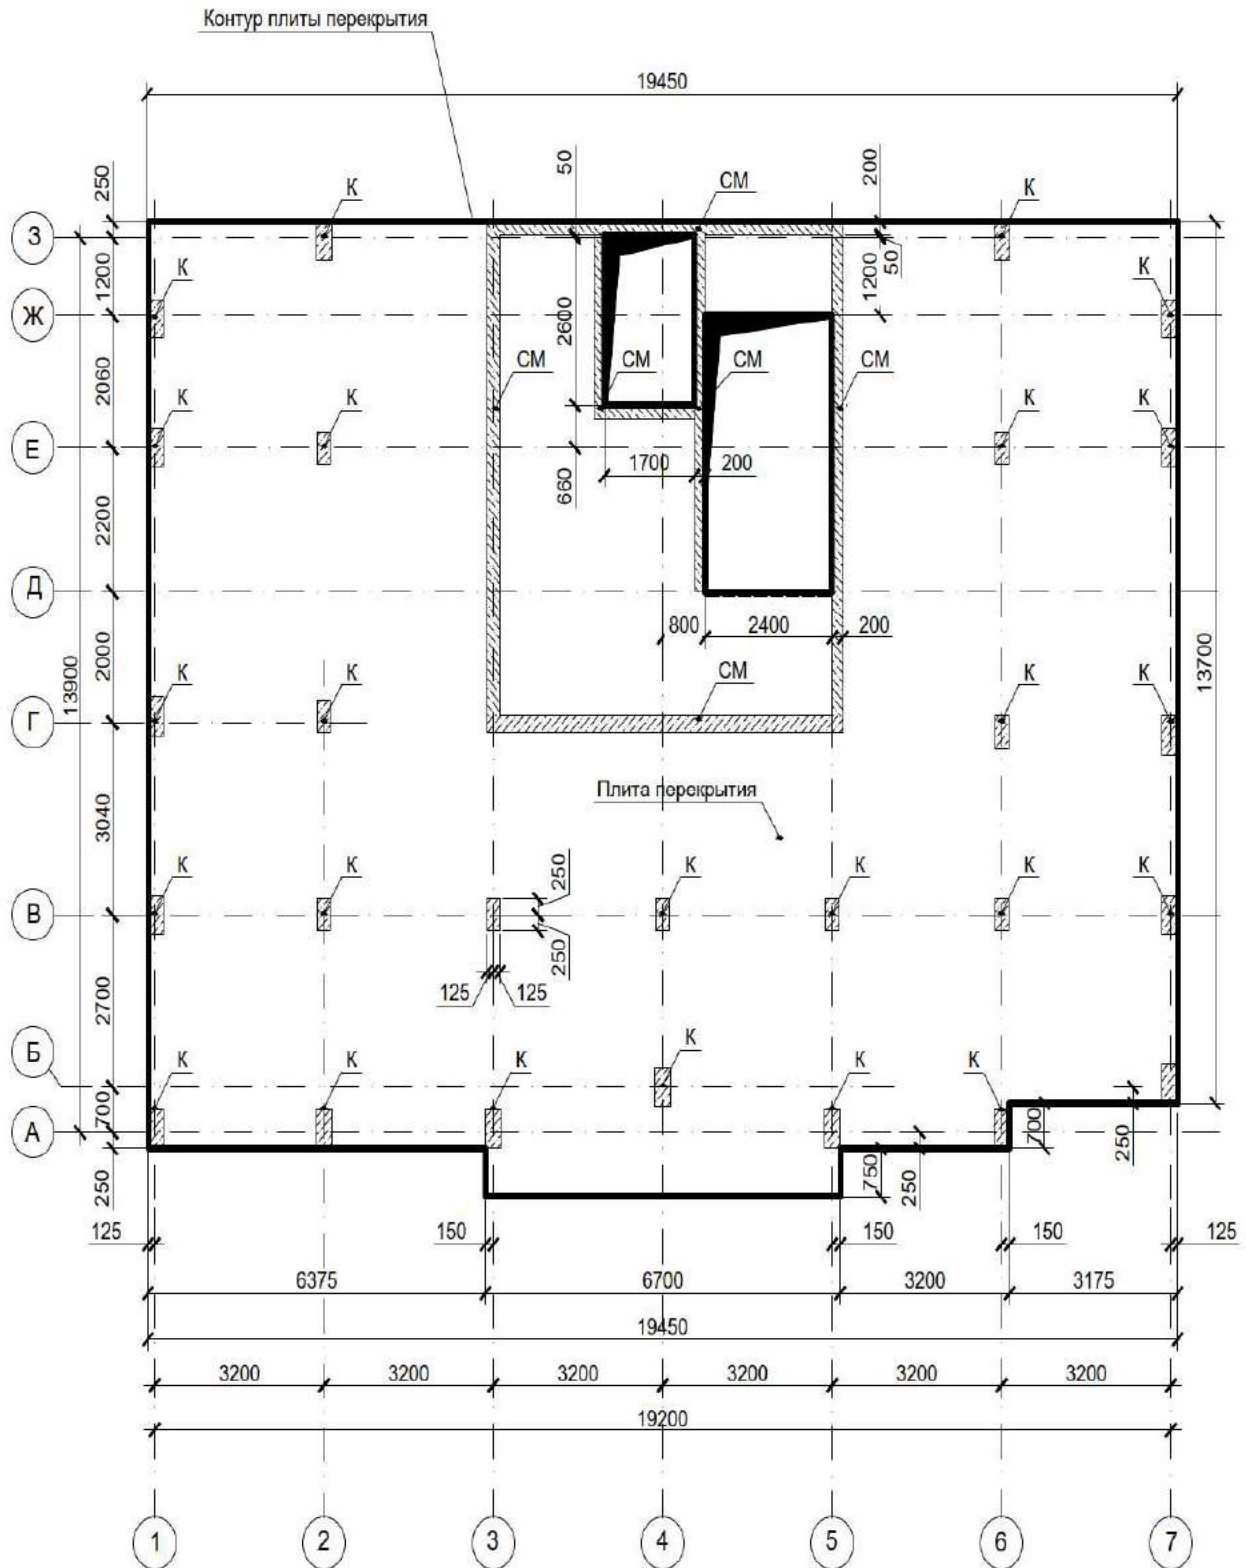 Контур плиты перекрытия
19450
250
50
СМ
200
К
К
З
1200
К
1200
50
К
Ж
2600
2060
СМ
СМ
СМ
СМ
К
К
К
К
Е
1700
200
660
2200
Д
800
2400
200
13900
2000
К
К
СМ
К
К
13700
Г
Плита перекрытия
3040
К
К
250
К
К
К
К
В
250
125
125
2700
Б
К
К
К
К
К
К
700
А
700
250
250
750
250
125
150
150
150
125
6375
6700
3200
3175
19450
3200
3200
3200
3200
3200
3200
19200
1
2
3
4
5
6
7